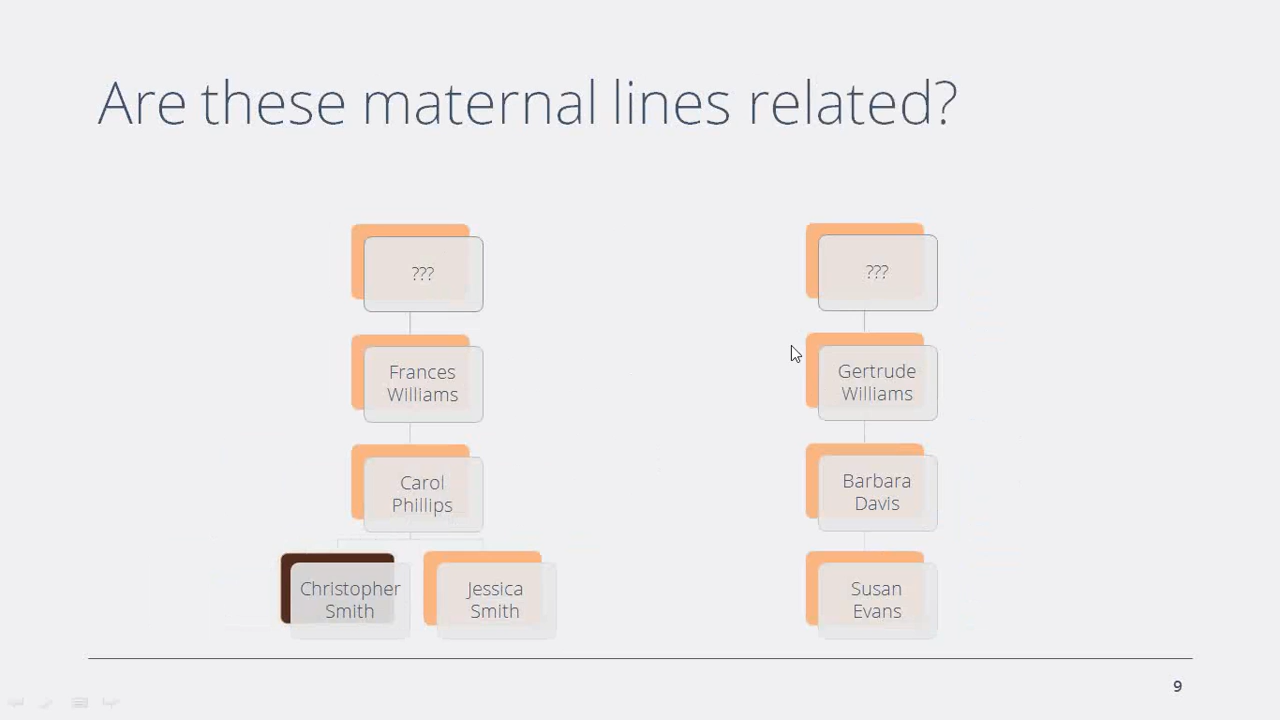 Are these maternal lines related?
???
Frances
Williams
Carol
Phillips
Christopher
Smith
Jessica
Smith
???
Gertrude
Williams
Barbara
Davis
Susan
Evans
9